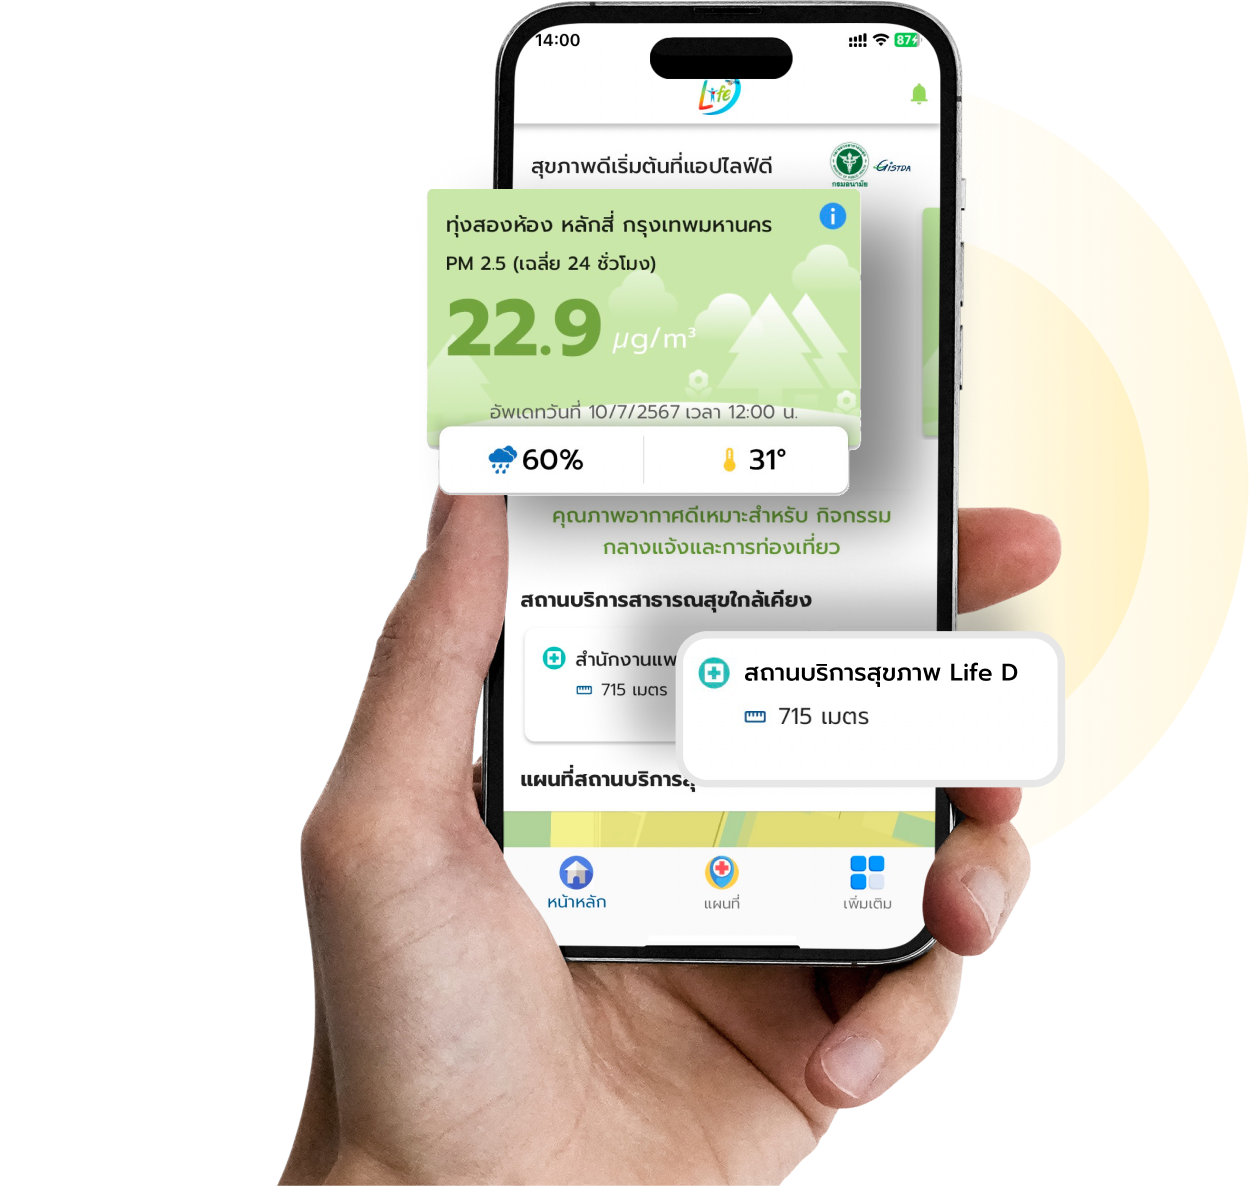 14:00
87
Life
สุขภาพดีเริ่มต้นที่แอปไลฟ์ดี
กรมอนามัย
GISTDA
ทุ่งสองห้อง หลักสี่ กรุงเทพมหานคร
PM 2.5 (เฉลี่ย 24 ชั่วโมง)
22.9 µg/m³
อัพเดทวันที่ 10/7/2567 เวลา 12:00 น.
60%
31°
คุณภาพอากาศดีเหมาะสำหรับ กิจกรรม
กลางแจ้งและการท่องเที่ยว
สถานบริการสาธารณสุขใกล้เคียง
สำนักงานแพ
715 เมตร
สถานบริการสุขภาพ Life D
715 เมตร
แผนที่สถานบริการสุ
หน้าหลัก
แผนที่
เพิ่มเติม